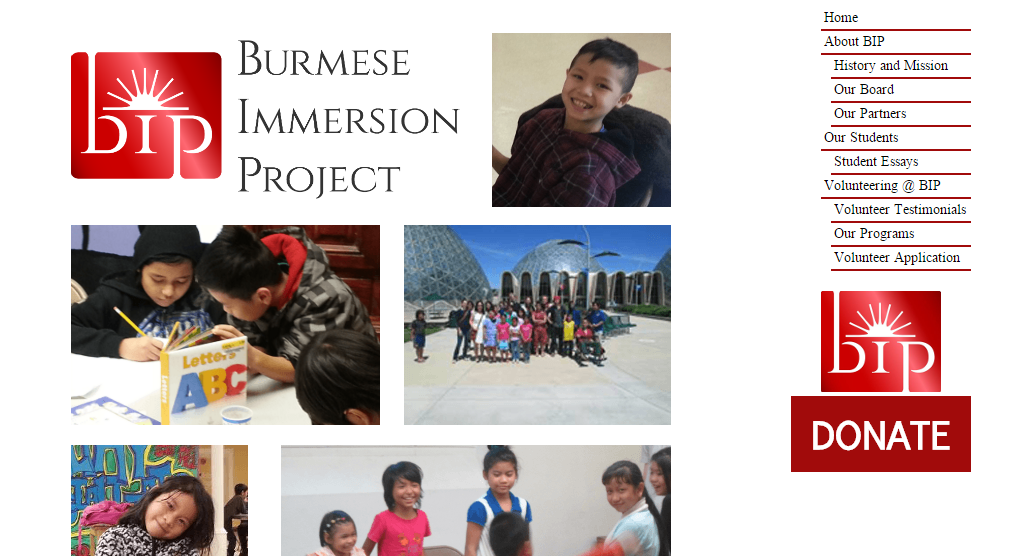 bip
Burmese
Immersion
Project
Letters
ABC
Home
About BIP
History and Mission
Our Board
Our Partners
Our Students
Student Essays
Volunteering @ BIP
Volunteer Testimonials
Our Programs
Volunteer Application
bip
DONATE